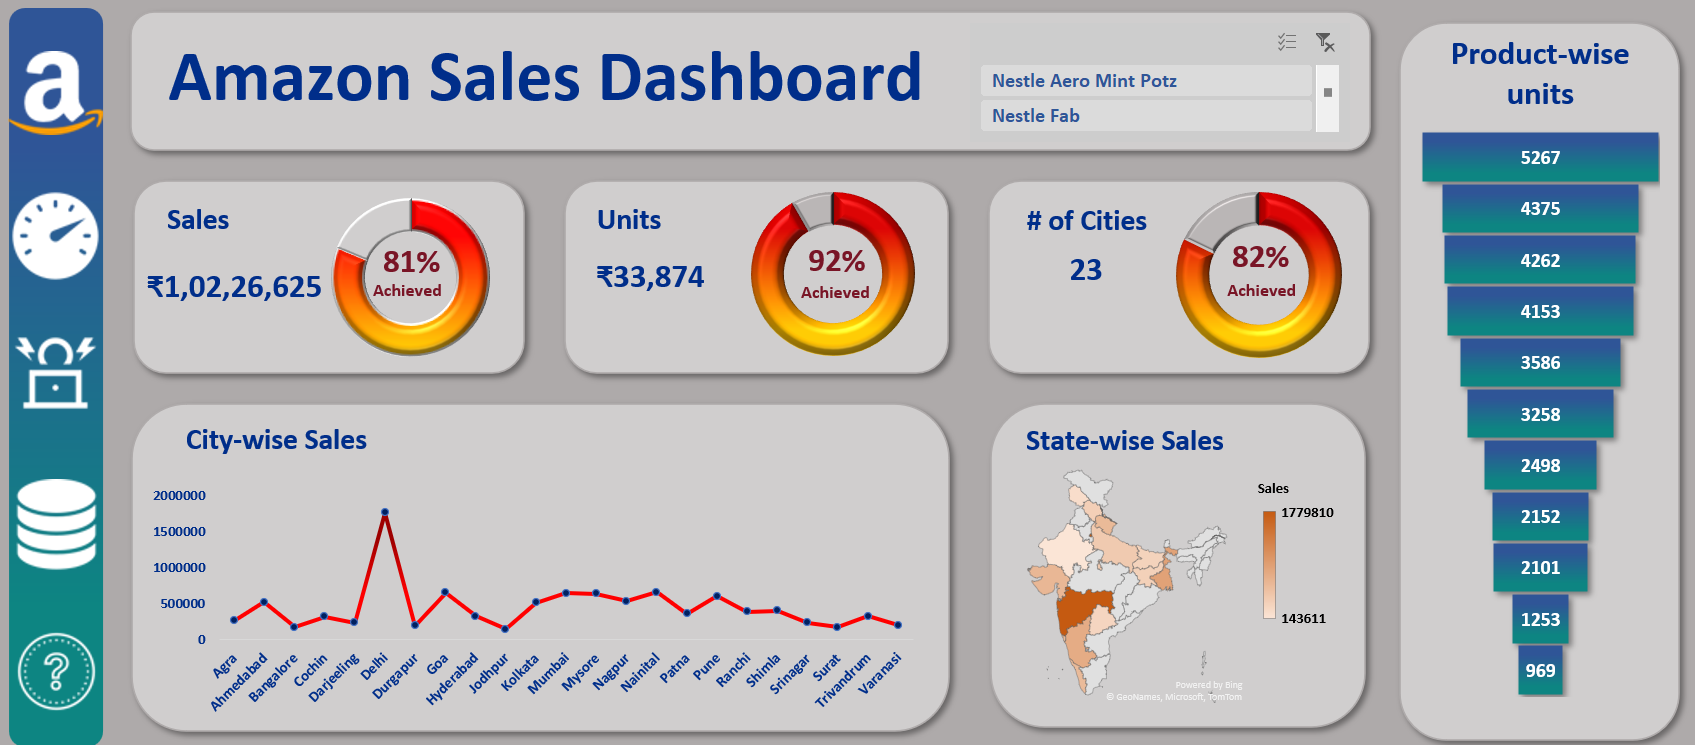 a
Amazon Sales Dashboard
Nestle Aero Mint Potz
Nestle Fab
Sales
₹1,02,26,625
81%
Achieved
Units
₹33,874
92%
Achieved
# of Cities
23
82%
Achieved
City-wise Sales
2000000
1500000
1000000
500000
0
Agra
Ahmedabad
Bangalore
Cochin
Darjeeling
Delhi
Durgapur
Goa
Hyderabad
Jodhpur
Kolkata
Mumbai
Mysore
Nagpur
Nainital
Patna
Pune
Ranchi
Shimla
Srinagar
Surat
Trivandrum
Varanasi
State-wise Sales
Sales
1779810
143611
Powered by Bing
© GeoNames, Microsoft, TomTom
Product-wise
units
5267
4375
4262
4153
3586
3258
2498
2152
2101
1253
969
?